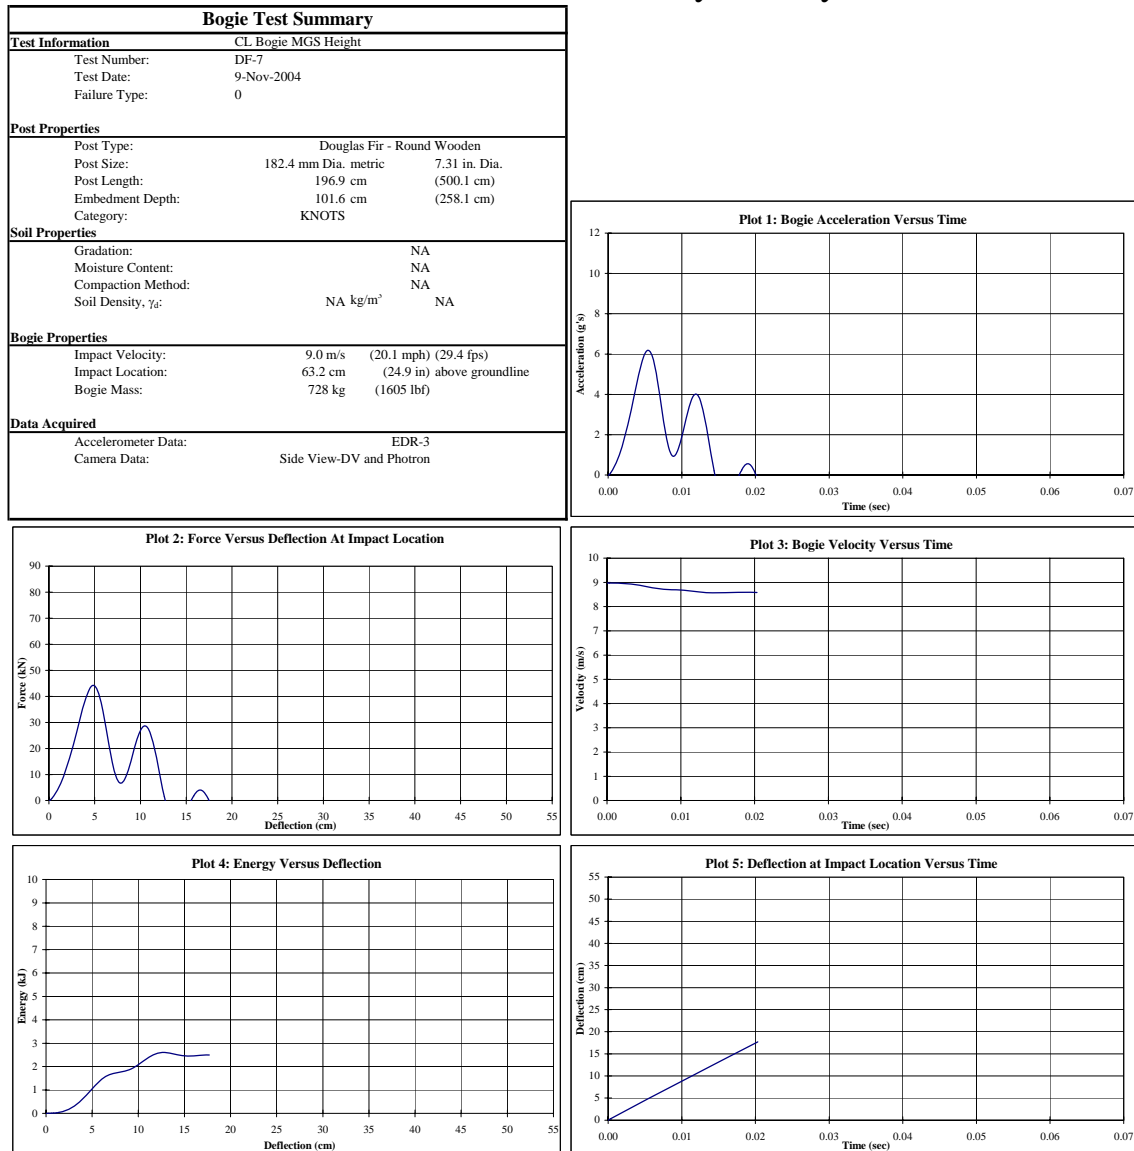 Bogie Test Summary
Test Information CL Bogie MGS Height
Test Number: DF-7
Test Date: 9-Nov-2004
Failure Type: 0
Post Properties
Post Type: Douglas Fir - Round Wooden
Post Size: 182.4 mm Dia. metric 7.31 in. Dia.
Post Length: 196.9 cm (500.1 cm)
Embedment Depth: 101.6 cm (258.1 cm)
Category: KNOTS
Soil Properties
Gradation: NA
Moisture Content: NA
Compaction Method: NA
Soil Density, γd: NA kg/m³ NA
Bogie Properties
Impact Velocity: 9.0 m/s (20.1 mph) (29.4 fps)
Impact Location: 63.2 cm (24.9 in) above groundline
Bogie Mass: 728 kg (1605 lbf)
Data Acquired
Accelerometer Data: EDR-3
Camera Data: Side View-DV and Photron
Plot 1: Bogie Acceleration Versus Time
12
10
8
6
4
2
0
Acceleration (g's)
0.00 0.01 0.02 0.03 0.04 0.05 0.06 0.07
Time (sec)
Plot 2: Force Versus Deflection At Impact Location
90
80
70
60
50
40
30
20
10
0
Force (kN)
0 5 10 15 20 25 30 35 40 45 50 55
Deflection (cm)
Plot 3: Bogie Velocity Versus Time
10
9
8
7
6
5
4
3
2
1
0
Velocity (m/s)
0.00 0.01 0.02 0.03 0.04 0.05 0.06 0.07
Time (sec)
Plot 4: Energy Versus Deflection
10
9
8
7
6
5
4
3
2
1
0
Energy (kJ)
0 5 10 15 20 25 30 35 40 45 50 55
Deflection (cm)
Plot 5: Deflection at Impact Location Versus Time
55
50
45
40
35
30
25
20
15
10
5
0
Deflection (cm)
0.00 0.01 0.02 0.03 0.04 0.05 0.06 0.07
Time (sec)